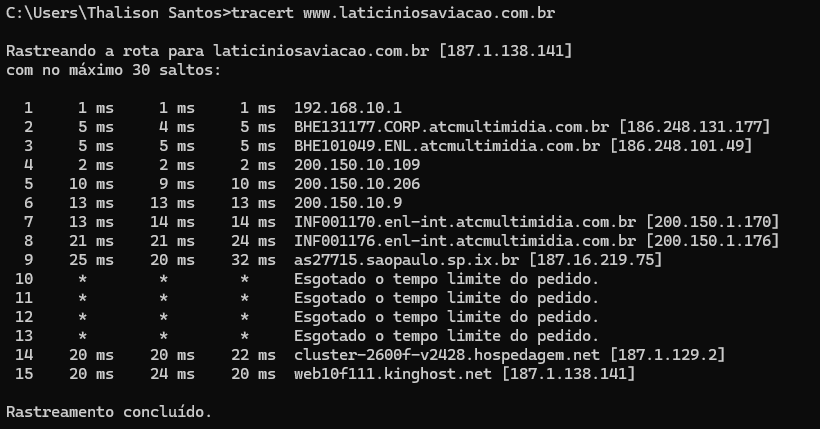 C:\Users\Thalison Santos>tracert www.laticiniosaviacao.com.br
Rastreando a rota para laticiniosaviacao.com.br [187.1.138.141]
com no máximo 30 saltos:
1 1 ms 1 ms 1 ms 192.168.10.1
2 5 ms 4 ms 5 ms BHE131177.CORP.atcmultimidia.com.br [186.248.131.177]
3 5 ms 5 ms 5 ms BHE101049.ENL.atcmultimidia.com.br [186.248.101.49]
4 2 ms 2 ms 2 ms 200.150.10.109
5 10 ms 9 ms 10 ms 200.150.10.206
6 13 ms 13 ms 13 ms 200.150.10.9
7 13 ms 14 ms 14 ms INF001170.enl-int.atcmultimidia.com.br [200.150.1.170]
8 21 ms 21 ms 24 ms INF001176.enl-int.atcmultimidia.com.br [200.150.1.176]
9 25 ms 20 ms 32 ms as27715.saopaulo.sp.ix.br [187.16.219.75]
10 * * * Esgotado o tempo limite do pedido.
11 * * * Esgotado o tempo limite do pedido.
12 * * * Esgotado o tempo limite do pedido.
13 * * * Esgotado o tempo limite do pedido.
14 20 ms 20 ms 22 ms cluster-2600f-v2428.hospedagem.net [187.1.129.2]
15 20 ms 24 ms 20 ms web10f111.kinghost.net [187.1.138.141]
Rastreamento concluído.